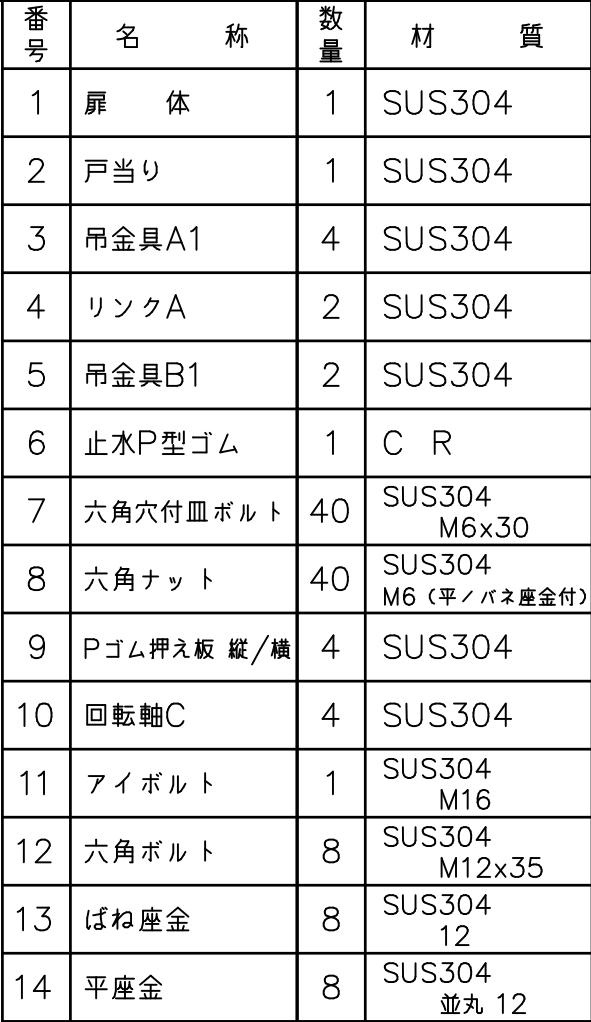 番号 名称 数量 材質
1 扉体 1 SUS304
2 戸当り 1 SUS304
3 吊金具A1 4 SUS304
4 リンクA 2 SUS304
5 吊金具B1 2 SUS304
6 止水P型ゴム 1 C R
7 六角穴付皿ボルト 40 SUS304
M6x30
8 六角ナット 40 SUS304
M6（平／バネ座金付）
9 Pゴム押え板 縦/横 4 SUS304
10 回転軸C 4 SUS304
11 アイボルト 1 SUS304
M16
12 六角ボルト 8 SUS304
M12x35
13 ばね座金 8 SUS304
12
14 平座金 8 SUS304
並丸 12